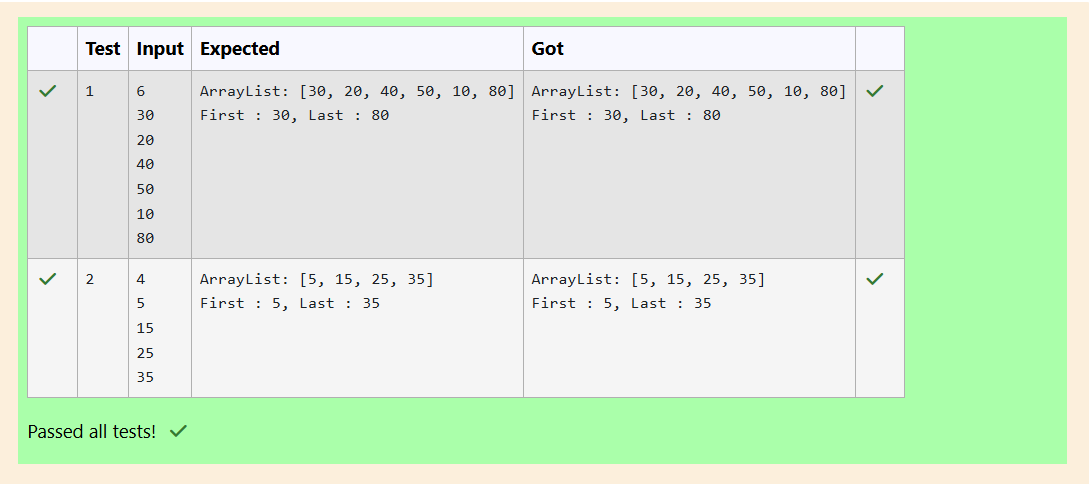 Test Input Expected Got
1 6 ArrayList: [30, 20, 40, 50, 10, 80] ArrayList: [30, 20, 40, 50, 10, 80]
30 First : 30, Last : 80 First : 30, Last : 80
20
40
50
10
80
2 4 ArrayList: [5, 15, 25, 35] ArrayList: [5, 15, 25, 35]
5 First : 5, Last : 35 First : 5, Last : 35
15
25
35
Passed all tests!